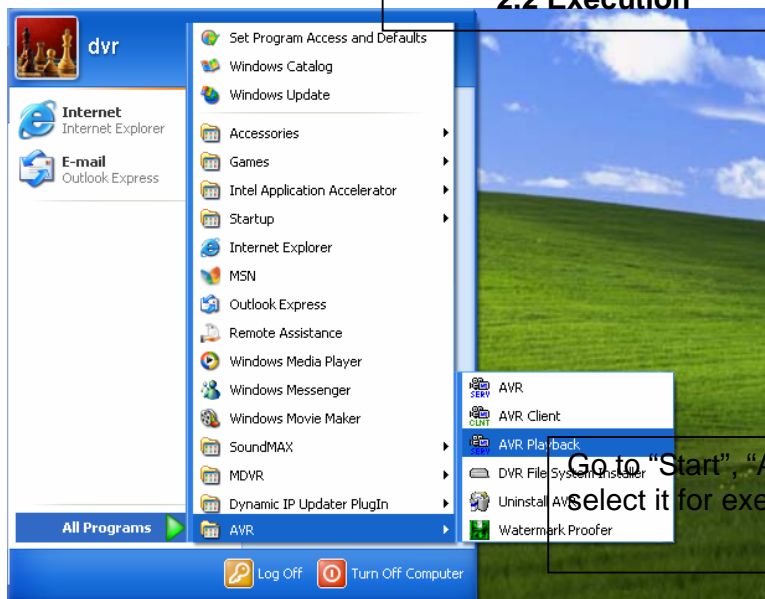 2.2 Execution
dvr
Internet
Internet Explorer
E-mail
Outlook Express
All Programs
Set Program Access and Defaults
Windows Catalog
Windows Update
Accessories
Games
Intel Application Accelerator
Startup
Internet Explorer
MSN
Outlook Express
Remote Assistance
Windows Media Player
Windows Messenger
Windows Movie Maker
SoundMAX
MDVR
Dynamic IP Updater PlugIn
AVR
AVR
AVR Client
AVR Playback
DVR File System Installer
Uninstall AVR
Watermark Proofer
Go to “Start”, “A
select it for exe
Log Off
Turn Off Computer